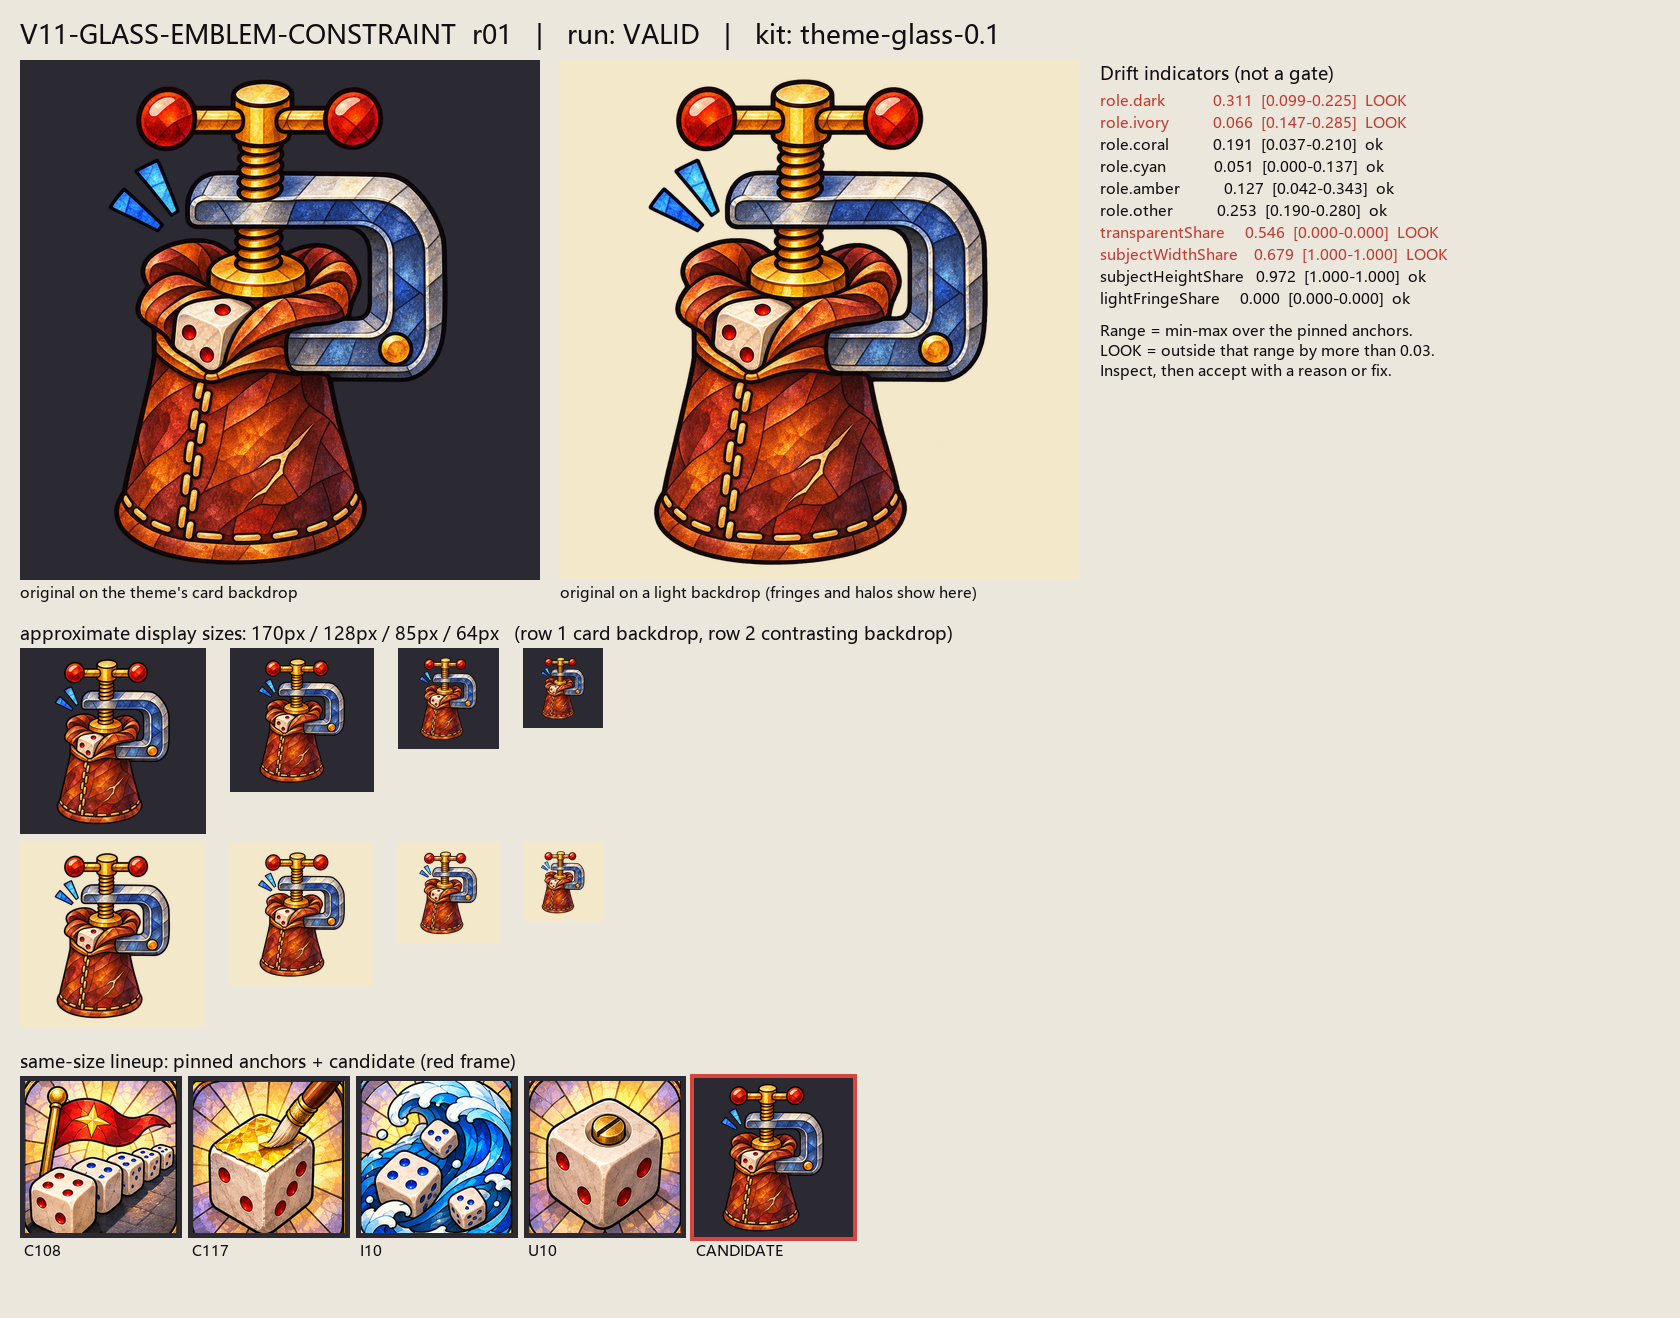 V11-GLASS-EMBLEM-CONSTRAINT r01 | run: VALID | kit: theme-glass-0.1
Drift indicators (not a gate)
role.dark 0.311 [0.099-0.225] LOOK
role.ivory 0.066 [0.147-0.285] LOOK
role.coral 0.191 [0.037-0.210] ok
role.cyan 0.051 [0.000-0.137] ok
role.amber 0.127 [0.042-0.343] ok
role.other 0.253 [0.190-0.280] ok
transparentShare 0.546 [0.000-0.000] LOOK
subjectWidthShare 0.679 [1.000-1.000] LOOK
subjectHeightShare 0.972 [1.000-1.000] ok
lightFringeShare 0.000 [0.000-0.000] ok
Range = min-max over the pinned anchors.
LOOK = outside that range by more than 0.03.
Inspect, then accept with a reason or fix.
original on the theme's card backdrop
original on a light backdrop (fringes and halos show here)
approximate display sizes: 170px / 128px / 85px / 64px (row 1 card backdrop, row 2 contrasting backdrop)
same-size lineup: pinned anchors + candidate (red frame)
C108
C117
I10
U10
CANDIDATE